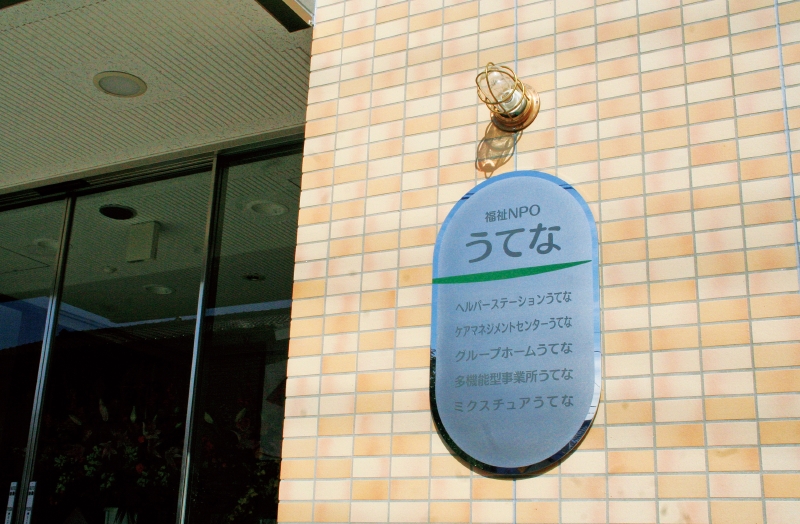 福祉NPO
うてな
ヘルパーステーションうてな
ケアマネジメントセンターうてな
グループホームうてな
多機能型事業所うてな
ミクスチュアうてな